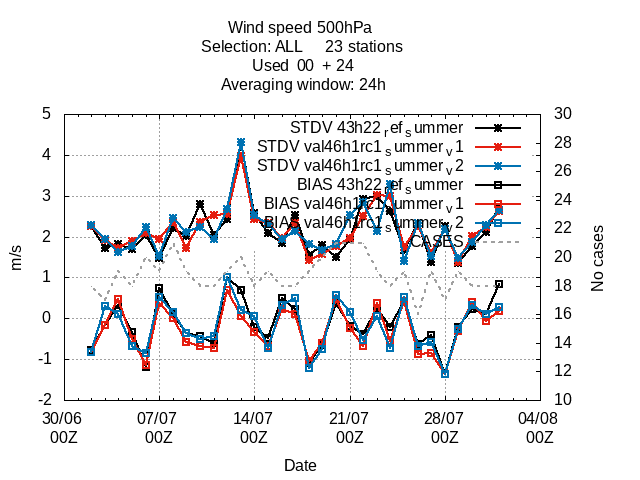 Wind speed 500hPa
Selection: ALL 23 stations
Used 00 + 24
Averaging window: 24h
STDV 43h22_ref_summer
STDV val46h1rc1_summer_v1
STDV val46h1rc1_summer_v2
BIAS 43h22_ref_summer
BIAS val46h1rc1_summer_v1
BIAS val46h1rc1_summer_v2
CASES
5
4
3
2
1
0
-1
-2
m/s
30
28
26
24
22
20
18
16
14
12
10
No cases
30/06 07/07 14/07 21/07 28/07 04/08
00Z 00Z 00Z 00Z 00Z 00Z
Date